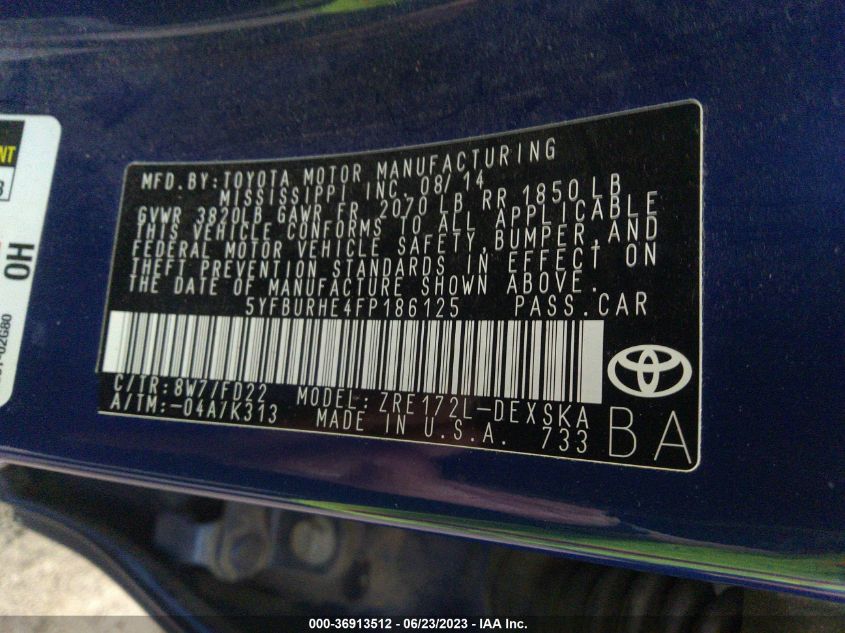 MFD. BY: TOYOTA MOTOR MANUFACTURING
MISSISSIPPI INC. 08/14
GVWR 3820LB GAWR FR. 2070 LB RR 1850LB
THIS VEHICLE CONFORMS TO ALL APPLICABLE
FEDERAL MOTOR VEHICLE SAFETY, BUMPER, AND
THEFT PREVENTION STANDARDS IN EFFECT ON
THE DATE OF MANUFACTURE SHOWN ABOVE.
5YFBURHE4FP186125 PASS.CAR
C/TR: 8W7/FD22 MODEL: ZRE172L-DEXSKA
A/TM: -04A/K313 MADE IN U.S.A. 733
BA
OH
000-36913512 - 06/23/2023 - IAA Inc.